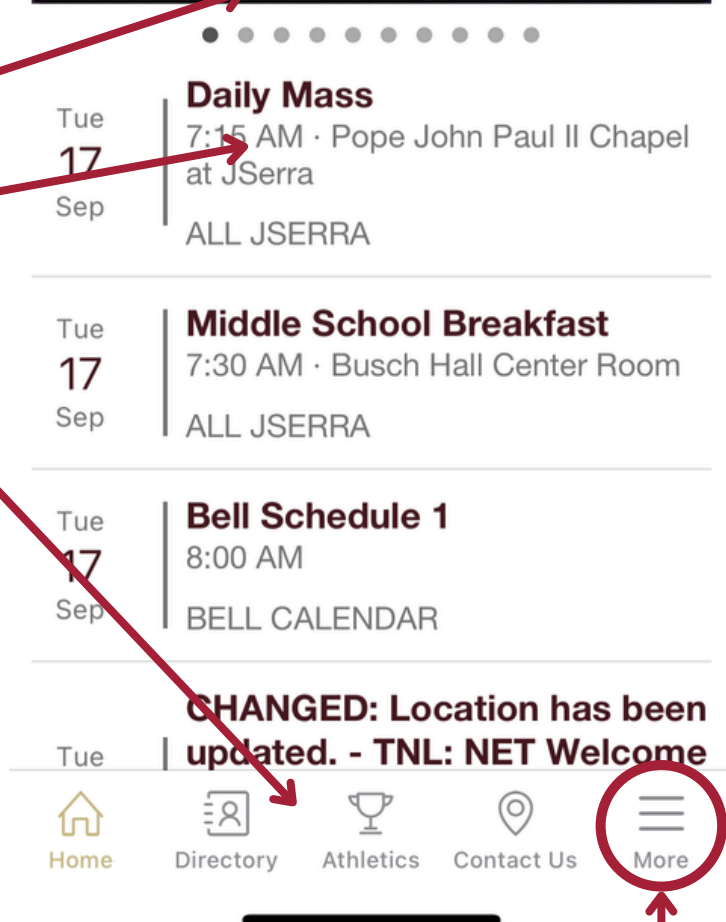 Daily Mass
Tue
7:15 AM · Pope John Paul II Chapel
17
at JSerra
Sep
ALL JSERRA
Middle School Breakfast
Tue
7:30 AM · Busch Hall Center Room
17
Sep
ALL JSERRA
Bell Schedule 1
Tue
8:00 AM
17
Sep
BELL CALENDAR
CHANGED: Location has been
Tue
updated. - TNL: NET Welcome
Home
Directory
Athletics
Contact Us
More